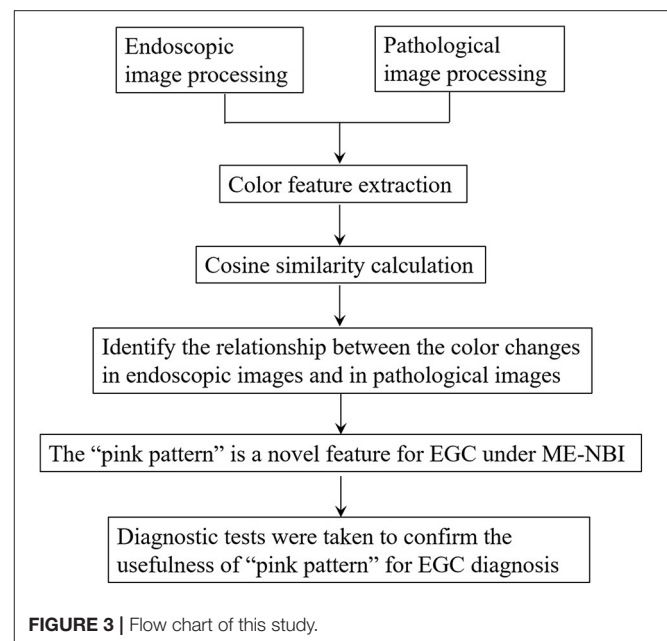 Endoscopic
image processing
Pathological
image processing
Color feature extraction
Cosine similarity calculation
Identify the relationship between the color changes
in endoscopic images and in pathological images
The “pink pattern” is a novel feature for EGC under ME-NBI
Diagnostic tests were taken to confirm the
usefulness of “pink pattern” for EGC diagnosis
FIGURE 3 | Flow chart of this study.